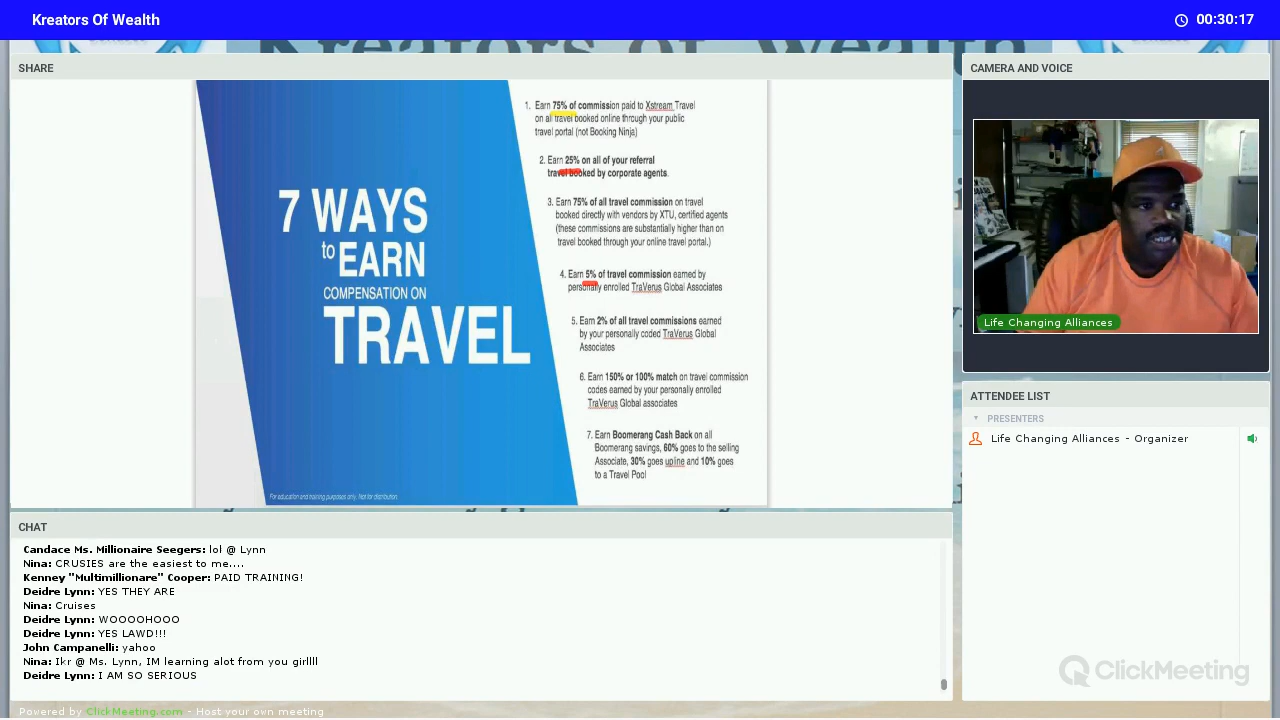 Kreators Of Wealth
00:30:17
Kreators of Wealth
SHARE
7 WAYS
to EARN
COMPENSATION ON
TRAVEL
For education and training purposes only. Not for distribution.
1. Earn 75% of commission paid to Xstream Travel
on all travel booked online through your public
travel portal (not Booking Ninja)
2. Earn 25% on all of your referral
travel booked by corporate agents.
3. Earn 75% of all travel commission on travel
booked directly with vendors by XTU, certified agents
(these commissions are substantially higher than on
travel booked through your online travel portal.)
4. Earn 5% of travel commission earned by
personally enrolled TraVerus Global Associates
5. Earn 2% of all travel commissions earned
by your personally coded TraVerus Global
Associates
6. Earn 150% or 100% match on travel commission
codes earned by your personally enrolled
TraVerus Global associates
7. Earn Boomerang Cash Back on all
Boomerang savings, 60% goes to the selling
Associate, 30% goes upline and 10% goes
to a Travel Pool
CAMERA AND VOICE
Life Changing Alliances
ATTENDEE LIST
PRESENTERS
Life Changing Alliances - Organizer
CHAT
Candace Ms. Millionaire Seegers: lol @ Lynn
Nina: CRUSIES are the easiest to me....
Kenney "Multimillionare" Cooper: PAID TRAINING!
Deidre Lynn: YES THEY ARE
Nina: Cruises
Deidre Lynn: WOOOOHOOO
Deidre Lynn: YES LAWD!!!
John Campanelli: yahoo
Nina: Ikr @ Ms. Lynn, IM learning alot from you girllll
Deidre Lynn: I AM SO SERIOUS
ClickMeeting
Powered by ClickMeeting.com - Host your own meeting